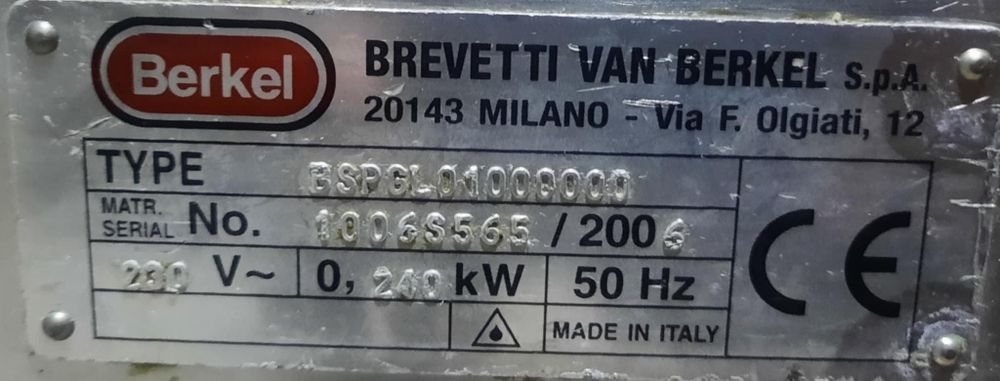 Berkel
BREVETTI VAN BERKEL S.p.A.
20143 MILANO - Via F. Olgiati, 12
TYPE
MATR.
SERIAL No. 1006S565 / 2006
230 V~ 0, 240 kW 50 Hz
MADE IN ITALY
CE